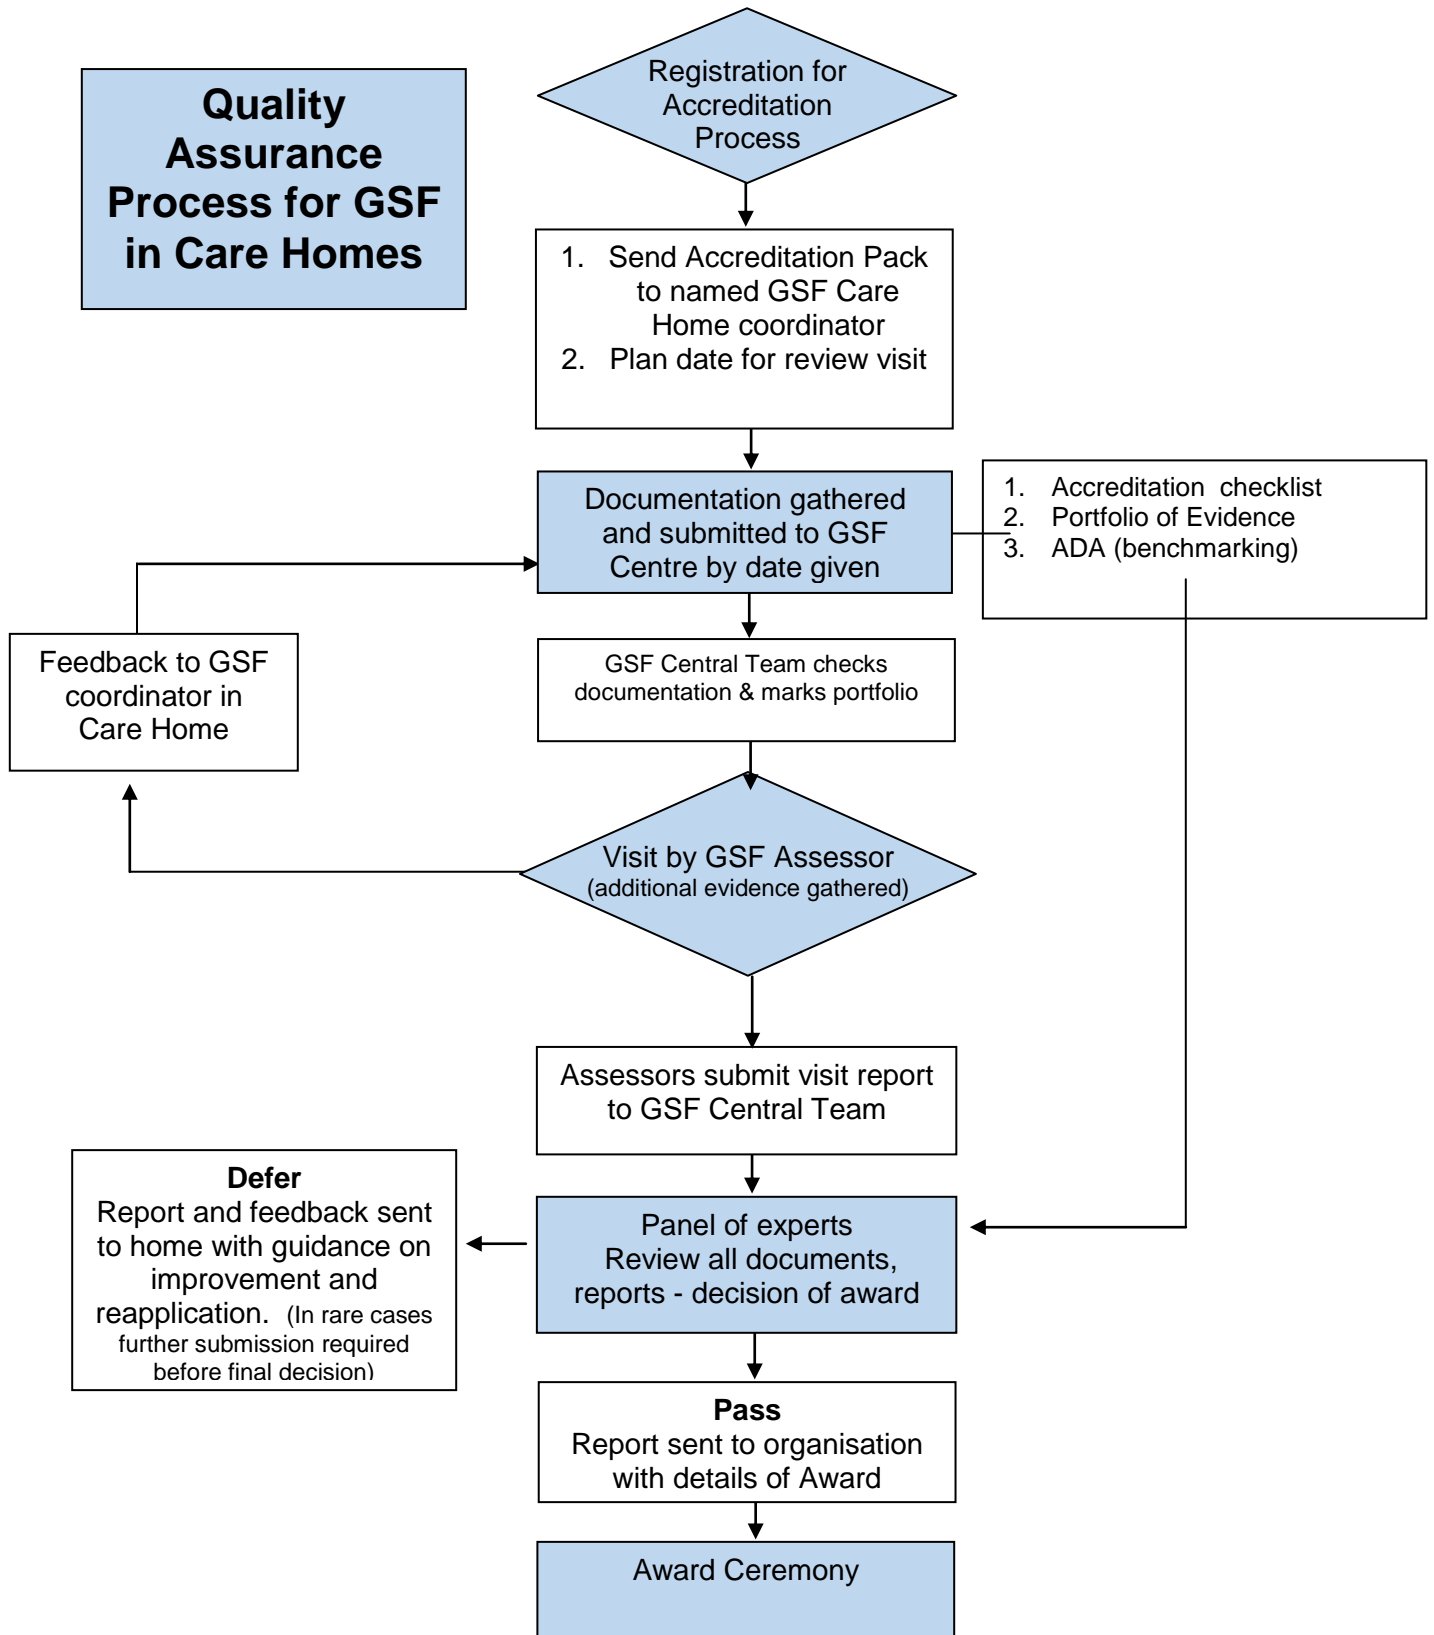 Quality
Assurance
Process for GSF
in Care Homes
Registration for
Accreditation
Process
1. Send Accreditation Pack
to named GSF Care
Home coordinator
2. Plan date for review visit
Documentation gathered
and submitted to GSF
Centre by date given
1. Accreditation checklist
2. Portfolio of Evidence
3. ADA (benchmarking)
Feedback to GSF
coordinator in
Care Home
GSF Central Team checks
documentation & marks portfolio
Visit by GSF Assessor
(additional evidence gathered)
Assessors submit visit report
to GSF Central Team
Defer
Report and feedback sent
to home with guidance on
improvement and
reapplication. (In rare cases
further submission required
before final decision)
Panel of experts
Review all documents,
reports - decision of award
Pass
Report sent to organisation
with details of Award
Award Ceremony